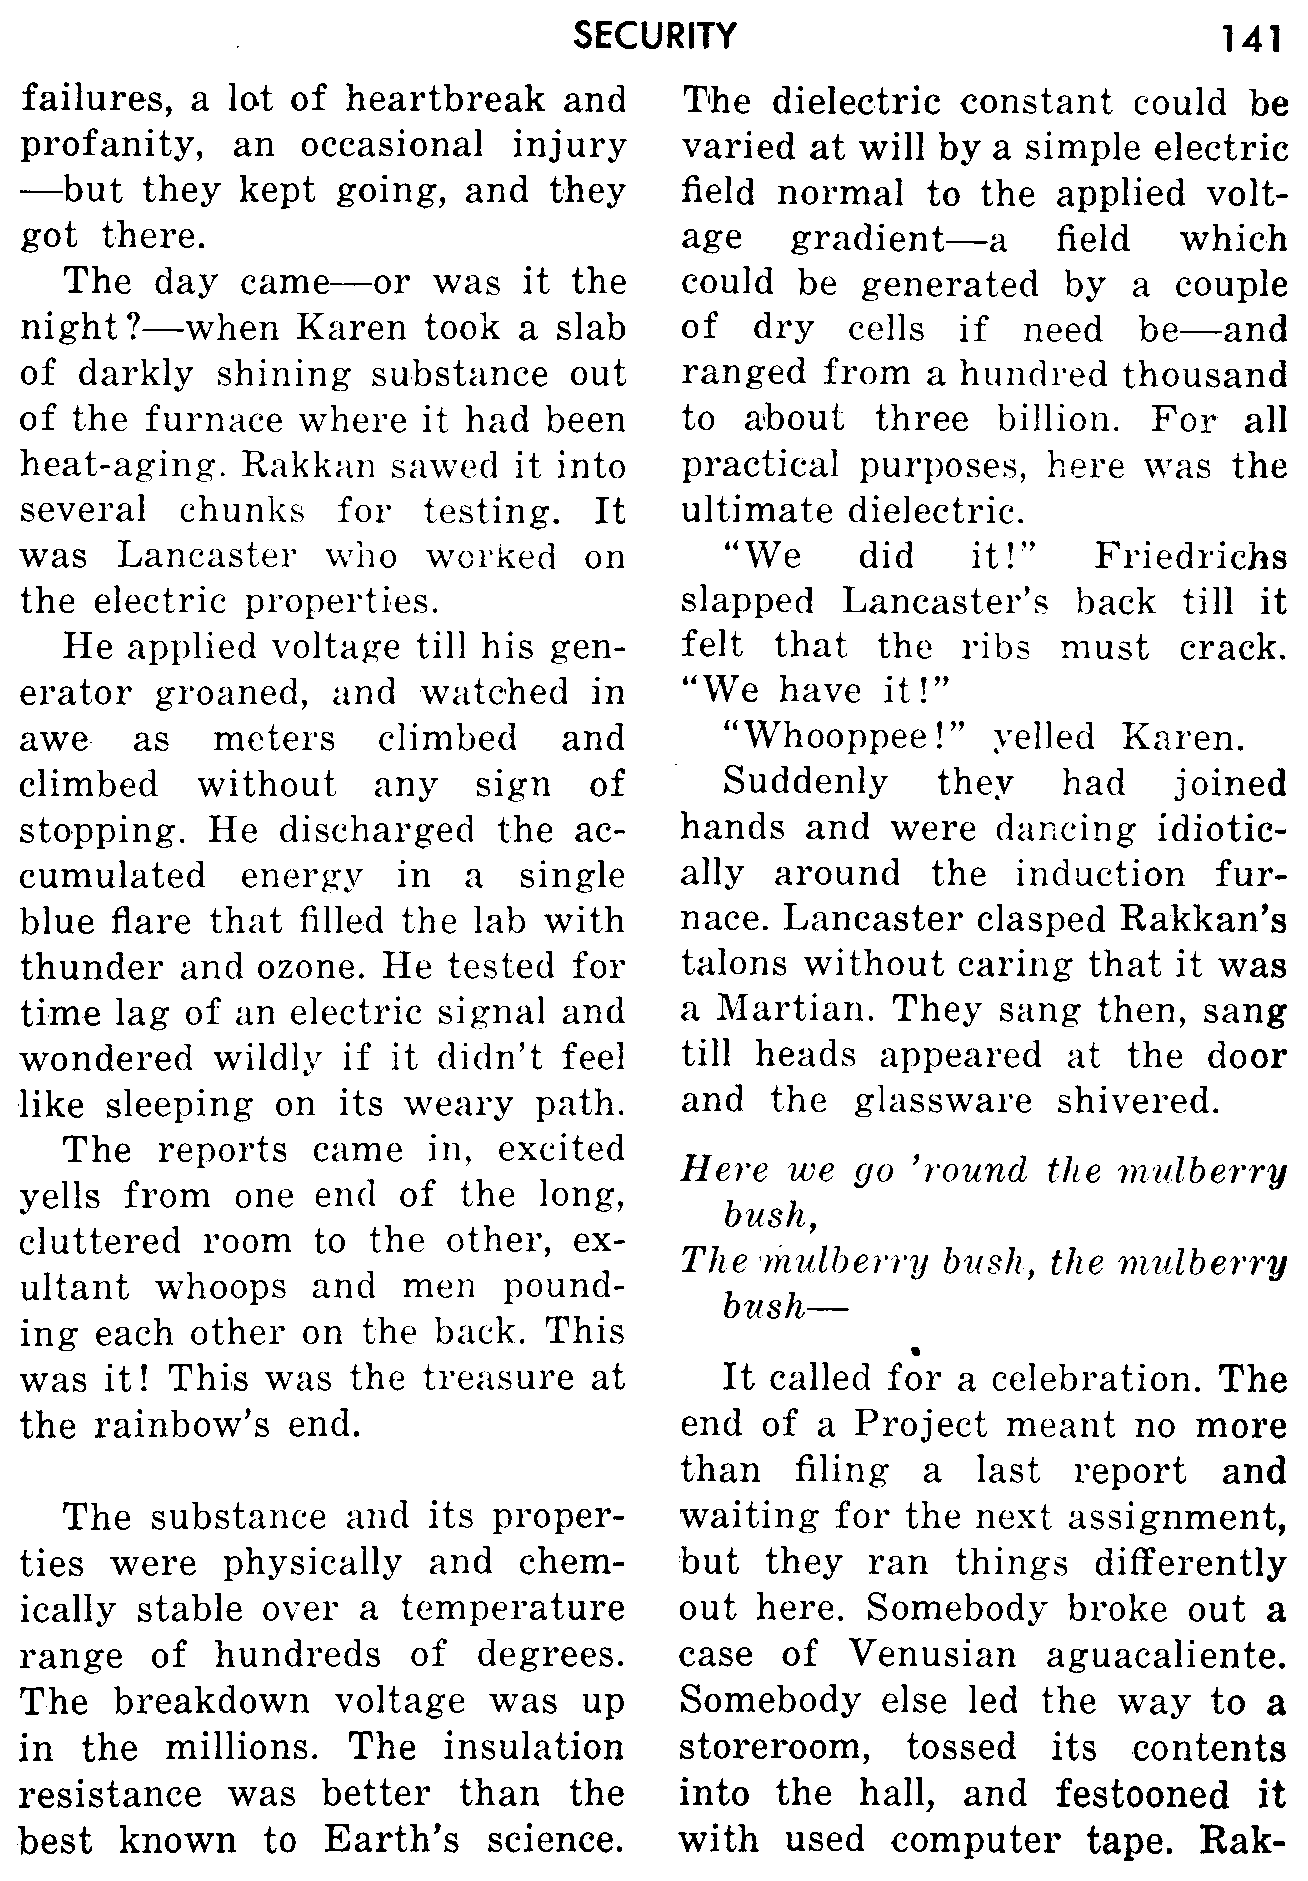 SECURITY 141
failures, a lot of heartbreak and
profanity, an occasional injury
—but they kept going, and they
got there.
The day came—or was it the
night?—when Karen took a slab
of darkly shining substance out
of the furnace where it had been
heat-aging. Rakkan sawed it into
several chunks for testing. It
was Lancaster who worked on
the electric properties.
He applied voltage till his gen-
erator groaned, and watched in
awe as meters climbed and
climbed without any sign of
stopping. He discharged the ac-
cumulated energy in a single
blue flare that filled the lab with
thunder and ozone. He tested for
time lag of an electric signal and
wondered wildly if it didn't feel
like sleeping on its weary path.
The reports came in, excited
yells from one end of the long,
cluttered room to the other, ex-
ultant whoops and men pound-
ing each other on the back. This
was it! This was the treasure at
the rainbow's end.
The substance and its proper-
ties were physically and chem-
ically stable over a temperature
range of hundreds of degrees.
The breakdown voltage was up
in the millions. The insulation
resistance was better than the
best known to Earth's science.
The dielectric constant could be
varied at will by a simple electric
field normal to the applied volt-
age gradient—a field which
could be generated by a couple
of dry cells if need be—and
ranged from a hundred thousand
to about three billion. For all
practical purposes, here was the
ultimate dielectric.
"We did it!" Friedrichs
slapped Lancaster's back till it
felt that the ribs must crack.
"We have it!"
"Whooppee!" yelled Karen.
Suddenly they had joined
hands and were dancing idiotic-
ally around the induction fur-
nace. Lancaster clasped Rakkan's
talons without caring that it was
a Martian. They sang then, sang
till heads appeared at the door
and the glassware shivered.
Here we go 'round the mulberry
bush,
The mulberry bush, the mulberry
bush—
It called for a celebration. The
end of a Project meant no more
than filing a last report and
waiting for the next assignment,
but they ran things differently
out here. Somebody broke out a
case of Venusian aguacaliente.
Somebody else led the way to a
storeroom, tossed its contents
into the hall, and festooned it
with used computer tape. Rak-